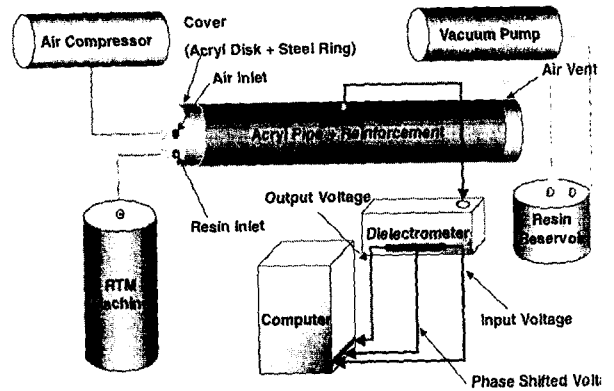 Air Compressor
Cover
(Acryl Disk + Steel Ring)
Air Inlet
Vacuum Pump
Air Vent
Acryl Pipe + Reinforcement
Resin Inlet
Output Voltage
Dielectrometer
Resin
Reservoir
RTM
Machine
Computer
Input Voltage
Phase Shifted Volta